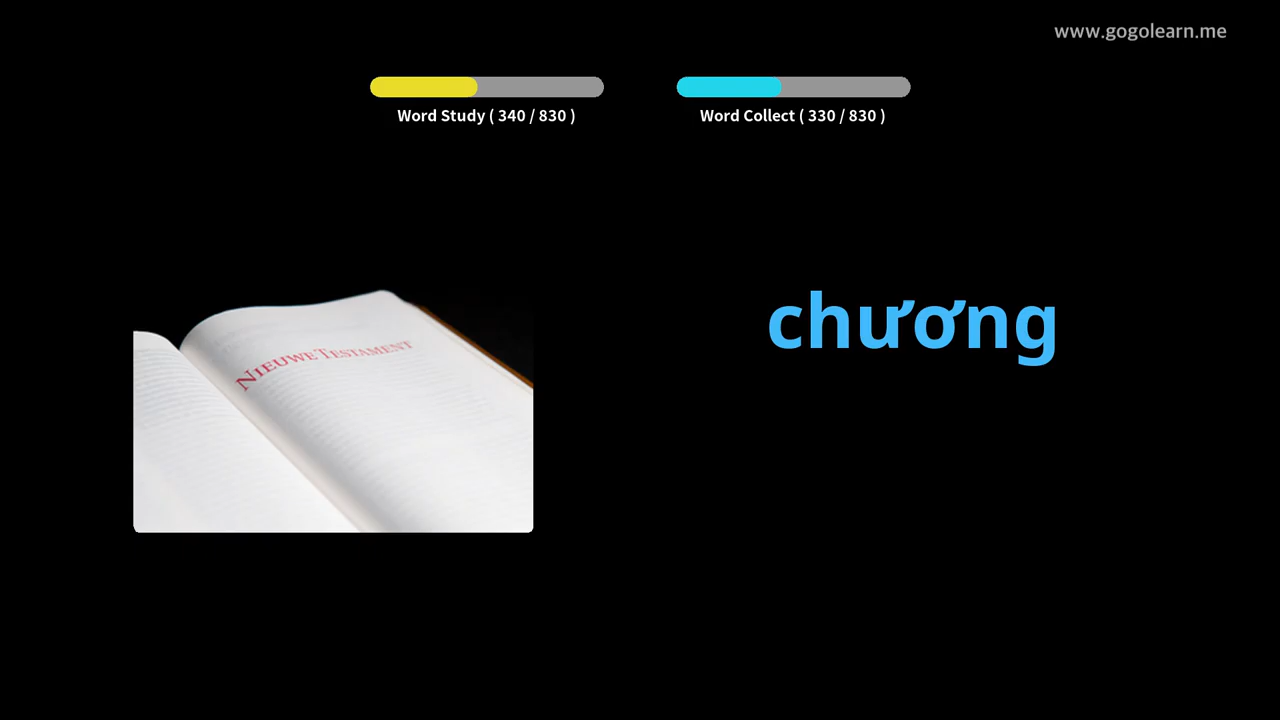 www.gogolearn.me
Word Study ( 340 / 830 )
Word Collect ( 330 / 830 )
chương
NIEUWE TESTAMENT